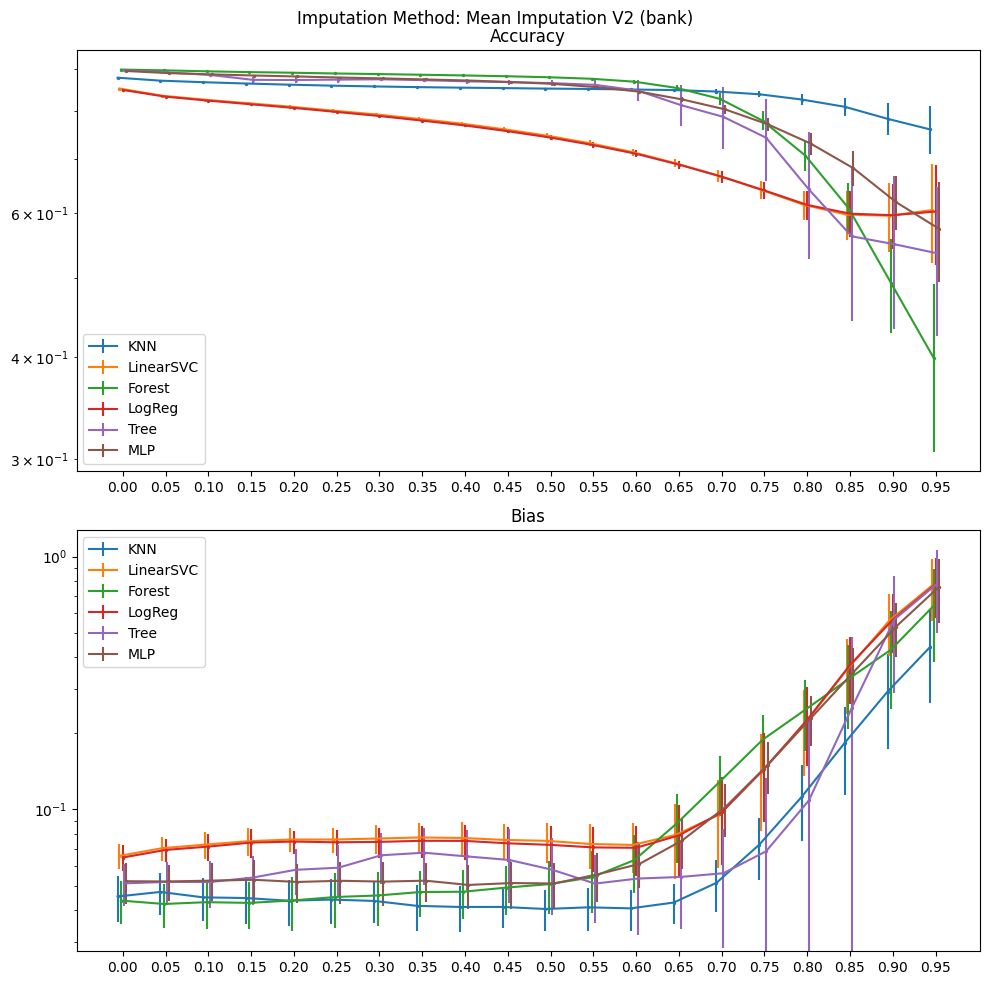 Imputation Method: Mean Imputation V2 (bank)
Accuracy
6 × 10⁻¹
4 × 10⁻¹
3 × 10⁻¹
KNN
LinearSVC
Forest
LogReg
Tree
MLP
0.00 0.05 0.10 0.15 0.20 0.25 0.30 0.35 0.40 0.45 0.50 0.55 0.60 0.65 0.70 0.75 0.80 0.85 0.90 0.95
Bias
10⁰
10⁻¹
KNN
LinearSVC
Forest
LogReg
Tree
MLP
0.00 0.05 0.10 0.15 0.20 0.25 0.30 0.35 0.40 0.45 0.50 0.55 0.60 0.65 0.70 0.75 0.80 0.85 0.90 0.95